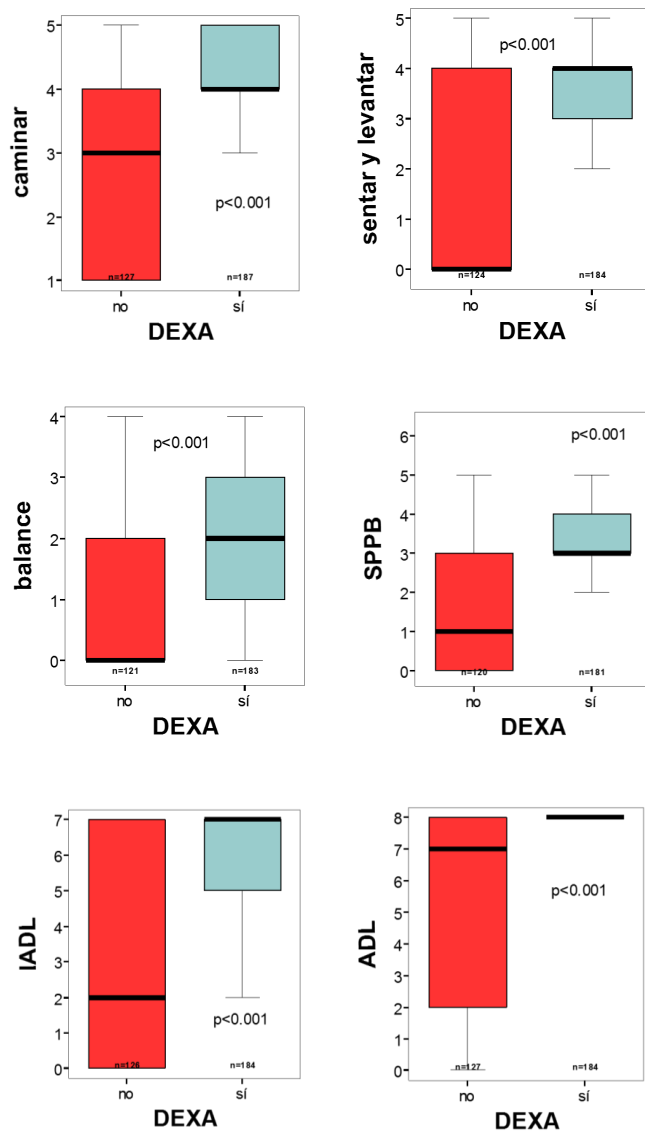 caminar
5
4
3
2
1
p<0.001
n=127
n=187
no
sí
DEXA
sentar y levantar
5
4
3
2
1
0
p<0.001
n=124
n=184
no
sí
DEXA
balance
4
3
2
1
0
p<0.001
n=121
n=183
no
sí
DEXA
SPPB
6
5
4
3
2
1
0
p<0.001
n=120
n=181
no
sí
DEXA
IADL
7
6
5
4
3
2
1
0
p<0.001
n=126
n=184
no
sí
DEXA
ADL
8
7
6
5
4
3
2
1
0
p<0.001
n=127
n=184
no
sí
DEXA